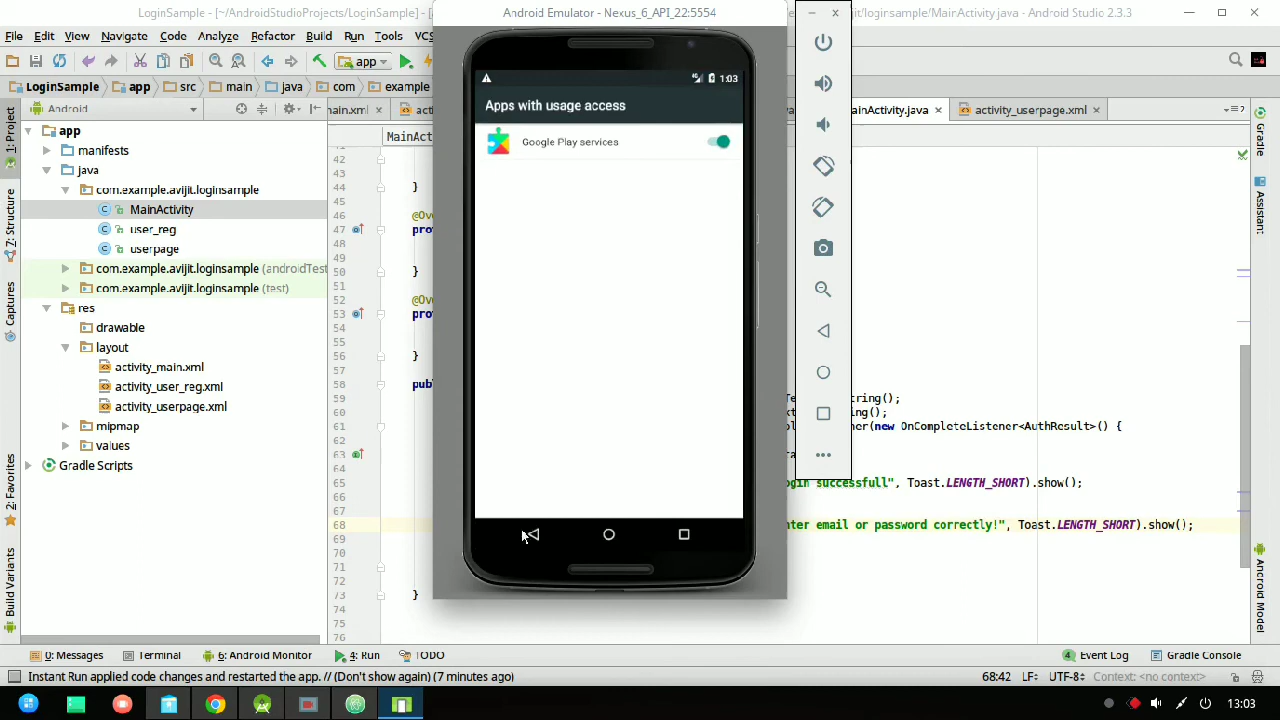 LoginSample - [~/AndroidStudioProjects/LoginSample] - [
Android Emulator - Nexus_6_API_22:5554
t/loginsample/MainActivity.java - Android Studio 2.3.3
File Edit View Navigate Code Analyze Refactor Build Run Tools VCS
app
LoginSample app src main java com example
Android
main.xml
MainActivity.java
activity_userpage.xml
1: Project
7: Structure
Captures
2: Favorites
Build Variants
app
manifests
java
com.example.avijit.loginsample
MainActivity
user_reg
userpage
com.example.avijit.loginsample (androidTest
com.example.avijit.loginsample (test)
res
drawable
layout
activity_main.xml
activity_user_reg.xml
activity_userpage.xml
mipmap
values
Gradle Scripts
MainAct
42
43
44 }
45
46 @Ove
47 pro
48
49
50 }
51
52 @Ove
53 pro
54
55
56 }
57
58 publ
59 ring();
60 ing();
61 ner(new OnCompleteListener<AuthResult>() {
62
63
64
65 ogin successfull", Toast.LENGTH_SHORT).show();
66
67
68 nter email or password correctly!", Toast.LENGTH_SHORT).show();
69
70
71
72
73 }
74
75
76
1:03
Apps with usage access
Google Play services
Gradle
Assistant
Android Model
0: Messages Terminal 6: Android Monitor 4: Run TODO
4 Event Log Gradle Console
Instant Run applied code changes and restarted the app. // (Don't show again) (7 minutes ago)
68:42 LF÷ UTF-8÷ Context: <no context>
13:03